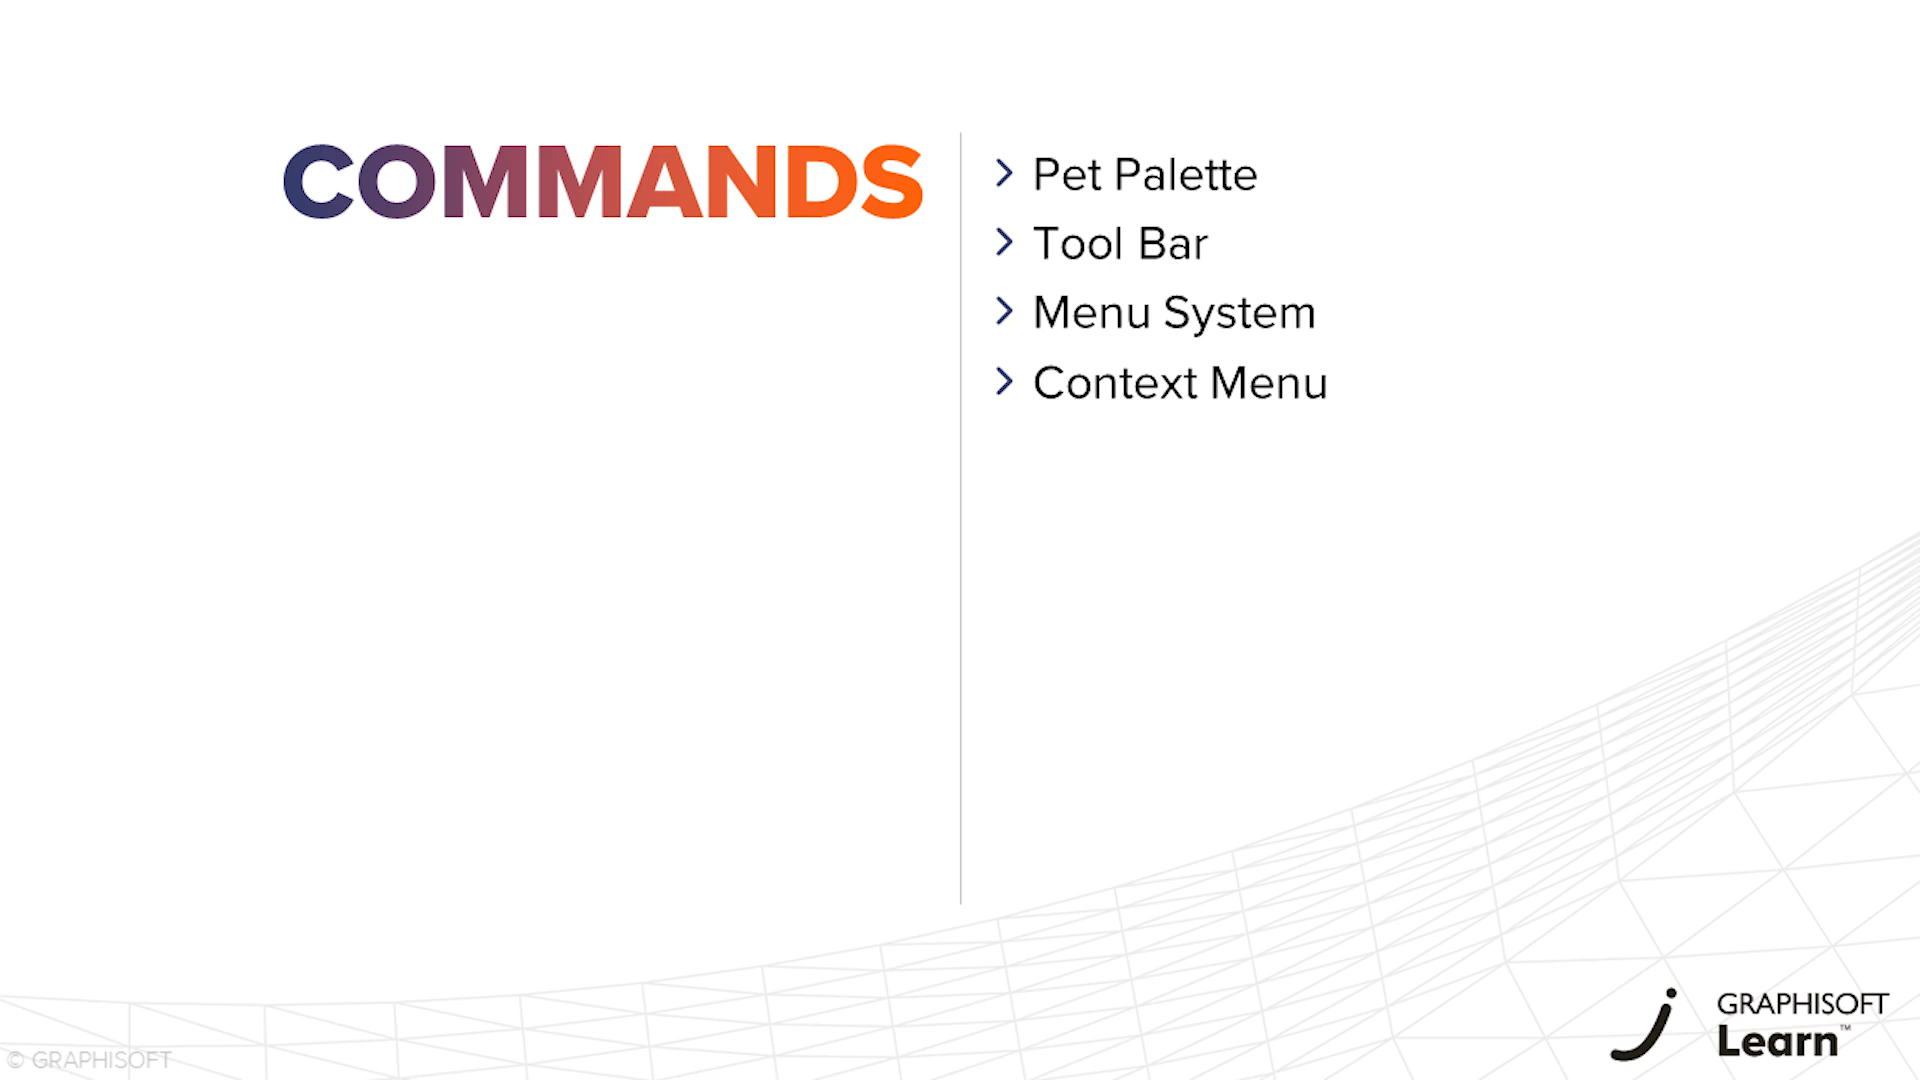 COMMANDS
Pet Palette
Tool Bar
Menu System
Context Menu
GRAPHISOFT
Learn™
© GRAPHISOFT